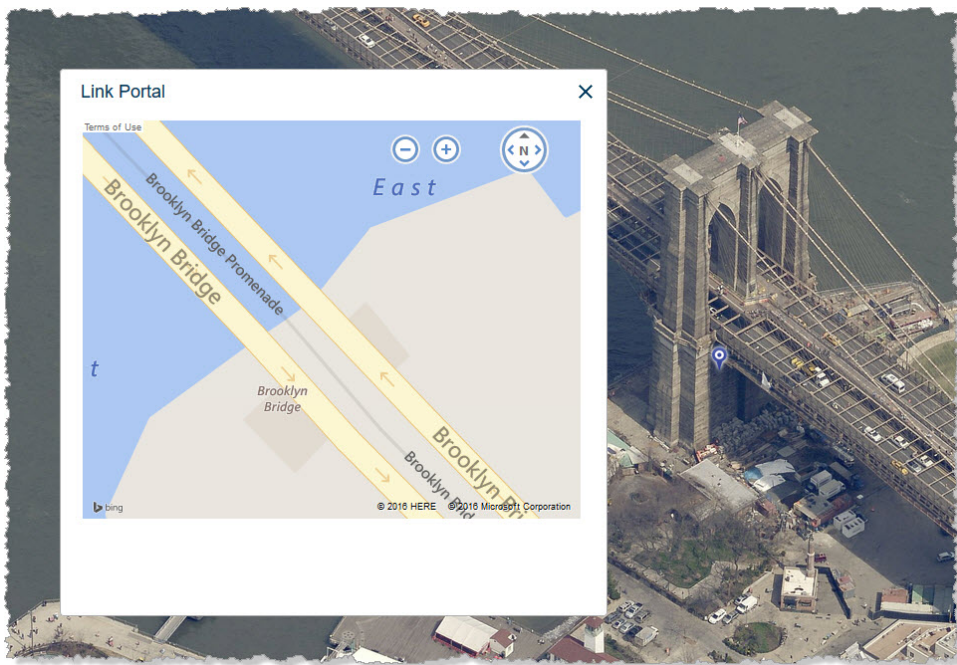 Link Portal
Terms of Use
N
East
Brooklyn Bridge Promenade
Brooklyn Bridge
t
Brooklyn
Bridge
Brooklyn Bri
Brooklyn Brid
bing
© 2016 HERE © 2016 Microsoft Corporation